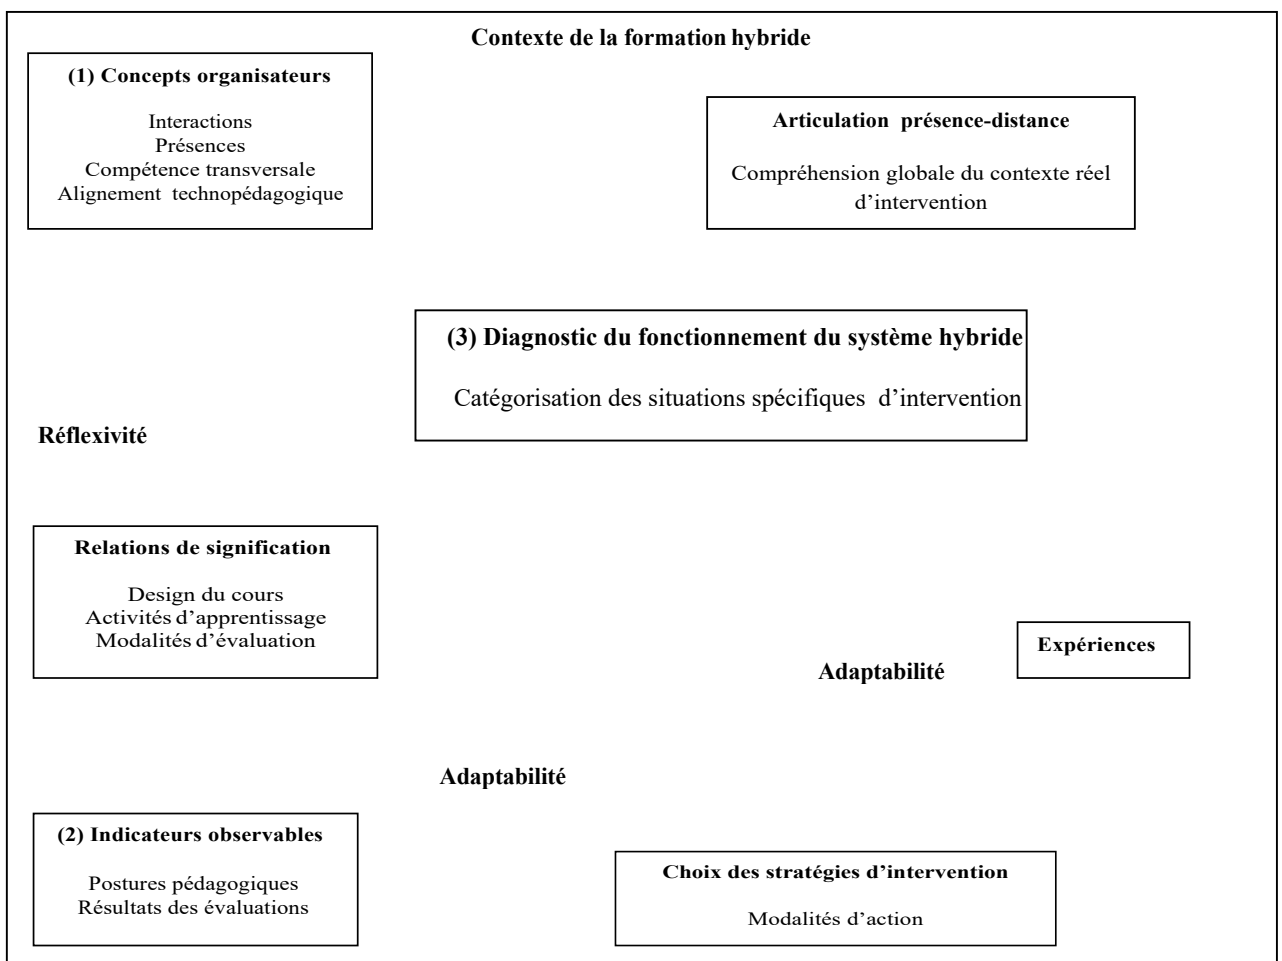 Contexte de la formation hybride
(1) Concepts organisateurs
Interactions
Présences
Compétence transversale
Alignement technopédagogique
Articulation présence-distance
Compréhension globale du contexte réel
d’intervention
(3) Diagnostic du fonctionnement du système hybride
Catégorisation des situations spécifiques d’intervention
Réflexivité
Relations de signification
Design du cours
Activités d’apprentissage
Modalités d’évaluation
Expériences
Adaptabilité
Adaptabilité
(2) Indicateurs observables
Postures pédagogiques
Résultats des évaluations
Choix des stratégies d’intervention
Modalités d’action